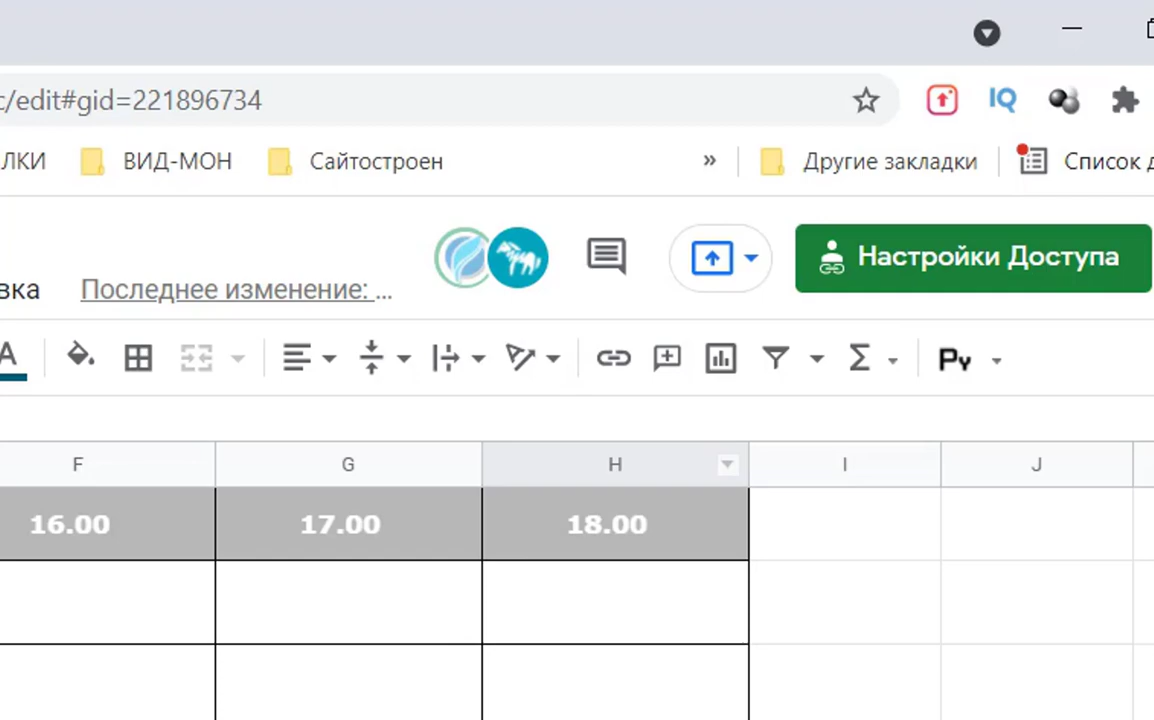 c/edit#gid=221896734
IQ
ЛКИ ВИД-МОН Сайтостроен » Другие закладки Список д
вка Последнее изменение: ... Настройки Доступа
A Σ Ру
F G H I J
16.00 17.00 18.00